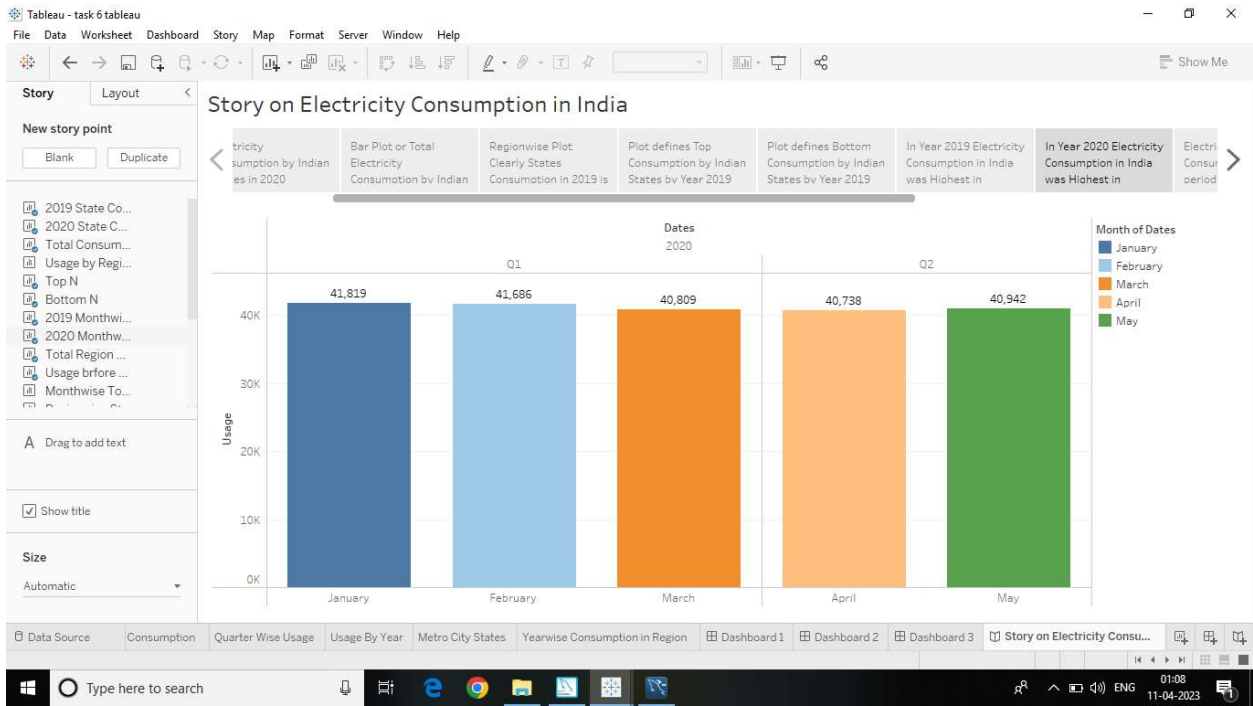 Tableau - task 6 tableau
File Data Worksheet Dashboard Story Map Format Server Window Help
Show Me
Story Layout
New story point
Blank Duplicate
2019 State Co...
2020 State C...
Total Consum...
Usage by Regi...
Top N
Bottom N
2019 Monthwi...
2020 Monthw...
Total Region ...
Usage brfore ...
Monthwise To...
A Drag to add text
Show title
Size
Automatic
Story on Electricity Consumption in India
tricity
sumption by Indian
es in 2020
Bar Plot or Total
Electricity
Consumption by Indian
Regionwise Plot
Clearly States
Consumption in 2019 is
Plot defines Top
Consumption by Indian
States by Year 2019
Plot defines Bottom
Consumption by Indian
States by Year 2019
In Year 2019 Electricity
Consumption in India
was Highest in
In Year 2020 Electricity
Consumption in India
was Highest in
Electri
Consur
period
Dates
2020
Q1 Q2
41,819 41,686 40,809 40,738 40,942
40K
30K
20K
10K
0K
Usage
January February March April May
Month of Dates
January
February
March
April
May
Data Source Consumption Quarter Wise Usage Usage By Year Metro City States Yearwise Consumption in Region Dashboard 1 Dashboard 2 Dashboard 3 Story on Electricity Consu...
Type here to search
ENG
01:08
11-04-2023
1